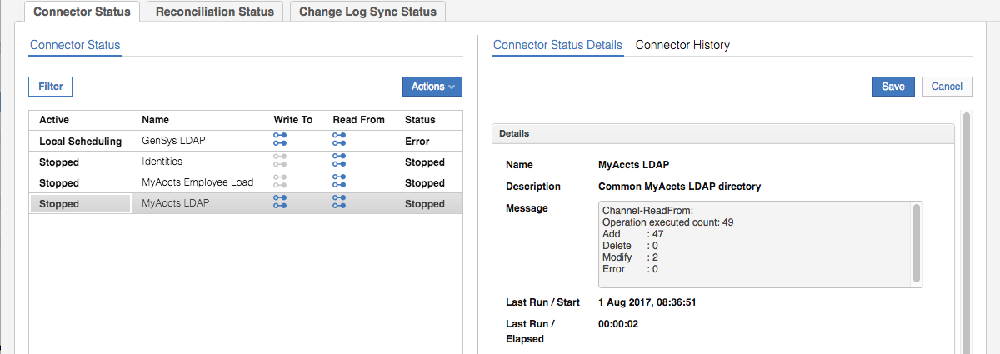 Connector Status Reconciliation Status Change Log Sync Status
Connector Status
Filter Actions
Active Name Write To Read From Status
Local Scheduling GenSys LDAP Error
Stopped Identities Stopped
Stopped MyAccts Employee Load Stopped
Stopped MyAccts LDAP Stopped
Connector Status Details Connector History
Save Cancel
Details
Name MyAccts LDAP
Description Common MyAccts LDAP directory
Message Channel-ReadFrom:
Operation executed count: 49
Add : 47
Delete : 0
Modify : 2
Error : 0
Last Run / Start 1 Aug 2017, 08:36:51
Last Run / Elapsed 00:00:02